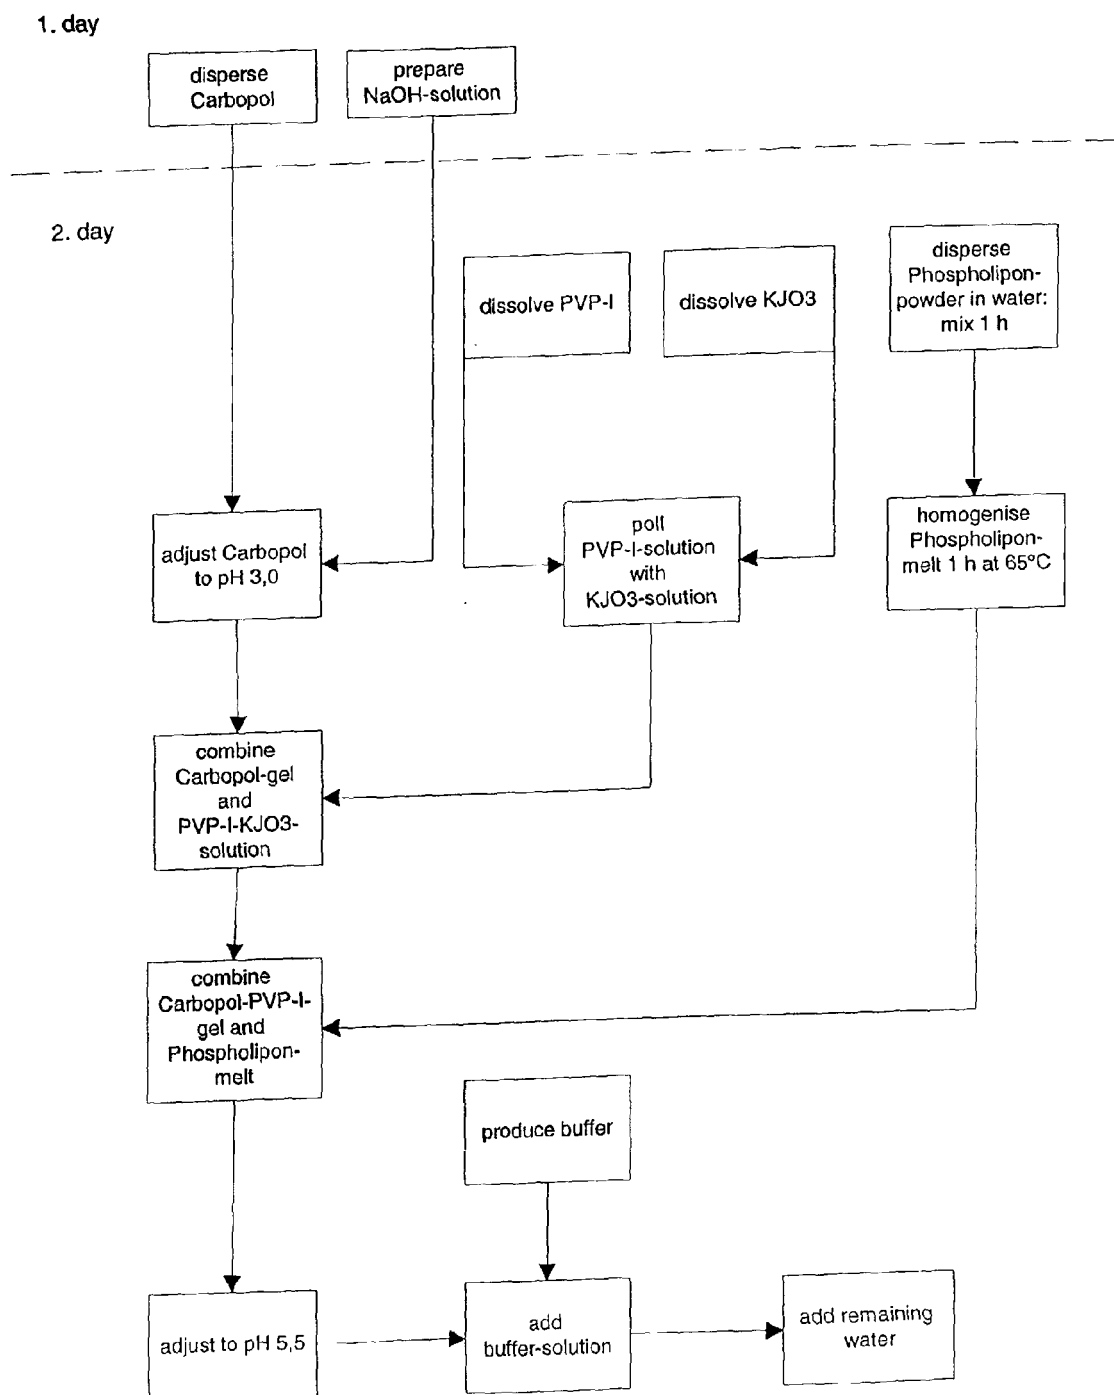 1. day
disperse
Carbopol
prepare
NaOH-solution
2. day
dissolve PVP-I
dissolve KJO3
disperse
Phospholipon-
powder in water:
mix 1 h
adjust Carbopol
to pH 3,0
poll
PVP-I-solution
with
KJO3-solution
homogenise
Phospholipon-
melt 1 h at 65°C
combine
Carbopol-gel
and
PVP-I-KJO3-
solution
combine
Carbopol-PVP-I-
gel and
Phospholipon-
melt
produce buffer
adjust to pH 5,5
add
buffer-solution
add remaining
water